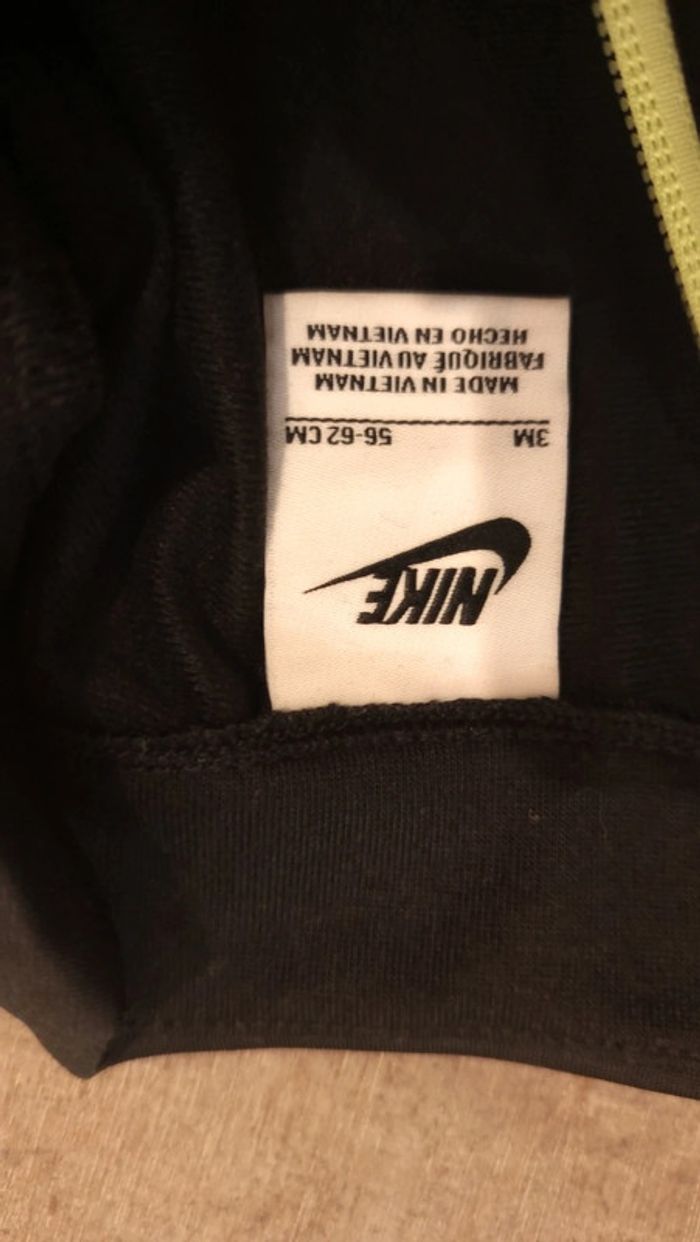 NIKE
3M 56-62 CM
MADE IN VIETNAM
FABRIQUÉ AU VIETNAM
HECHO EN VIETNAM